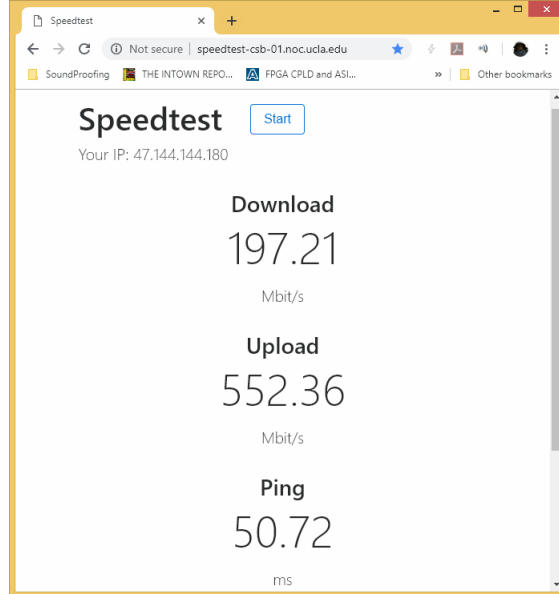 Speedtest
Not secure | speedtest-csb-01.noc.ucla.edu
SoundProofing THE INTOWN REPO... FPGA CPLD and ASI... » Other bookmarks
Speedtest Start
Your IP: 47.144.144.180
Download
197.21
Mbit/s
Upload
552.36
Mbit/s
Ping
50.72
ms